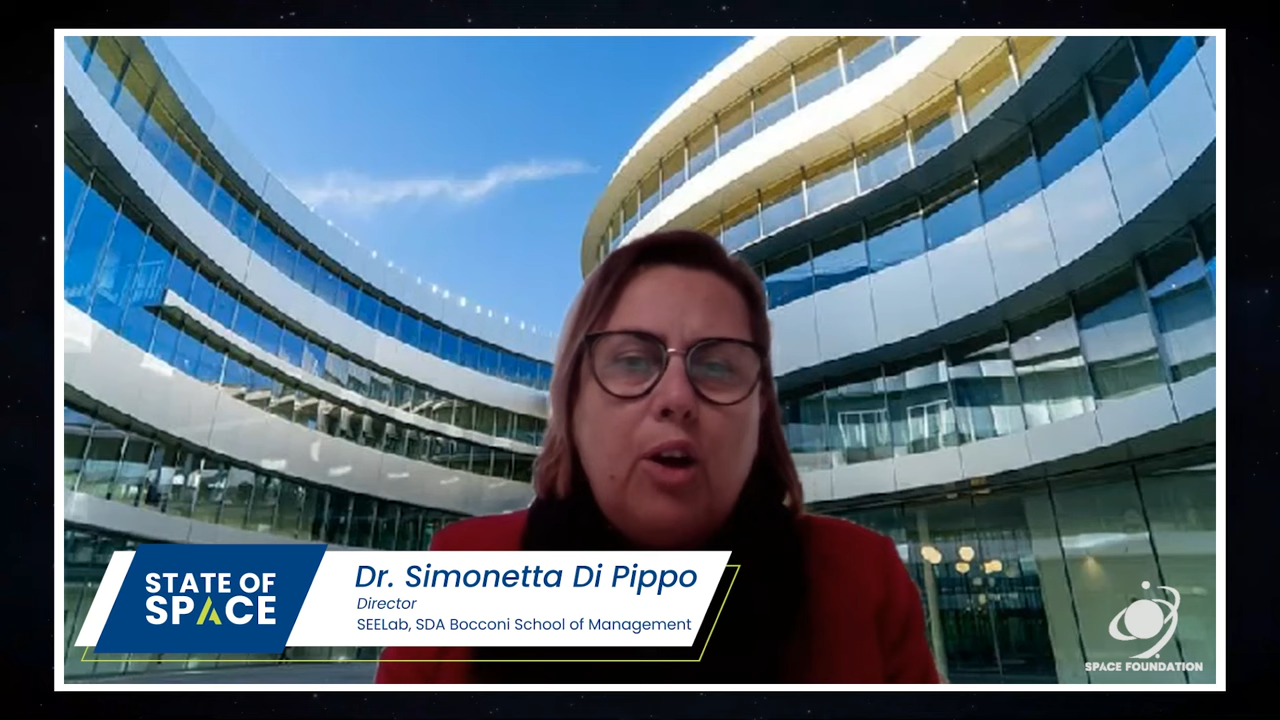 STATE OF
SPACE
Dr. Simonetta Di Pippo
Director
SEELab, SDA Bocconi School of Management
SPACE FOUNDATION